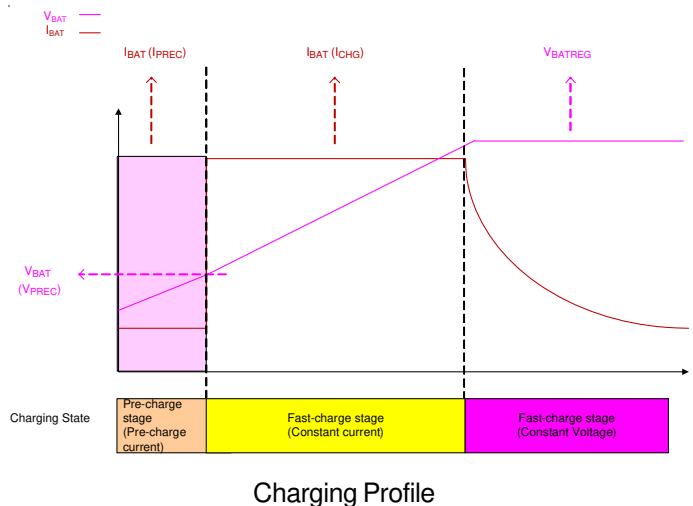 VBAT
IBAT
IBAT (IPREC)
IBAT (ICHG)
VBATREG
VBAT
(VPREC)
Charging State
Pre-charge
stage
(Pre-charge
current)
Fast-charge stage
(Constant current)
Fast-charge stage
(Constant Voltage)
Charging Profile